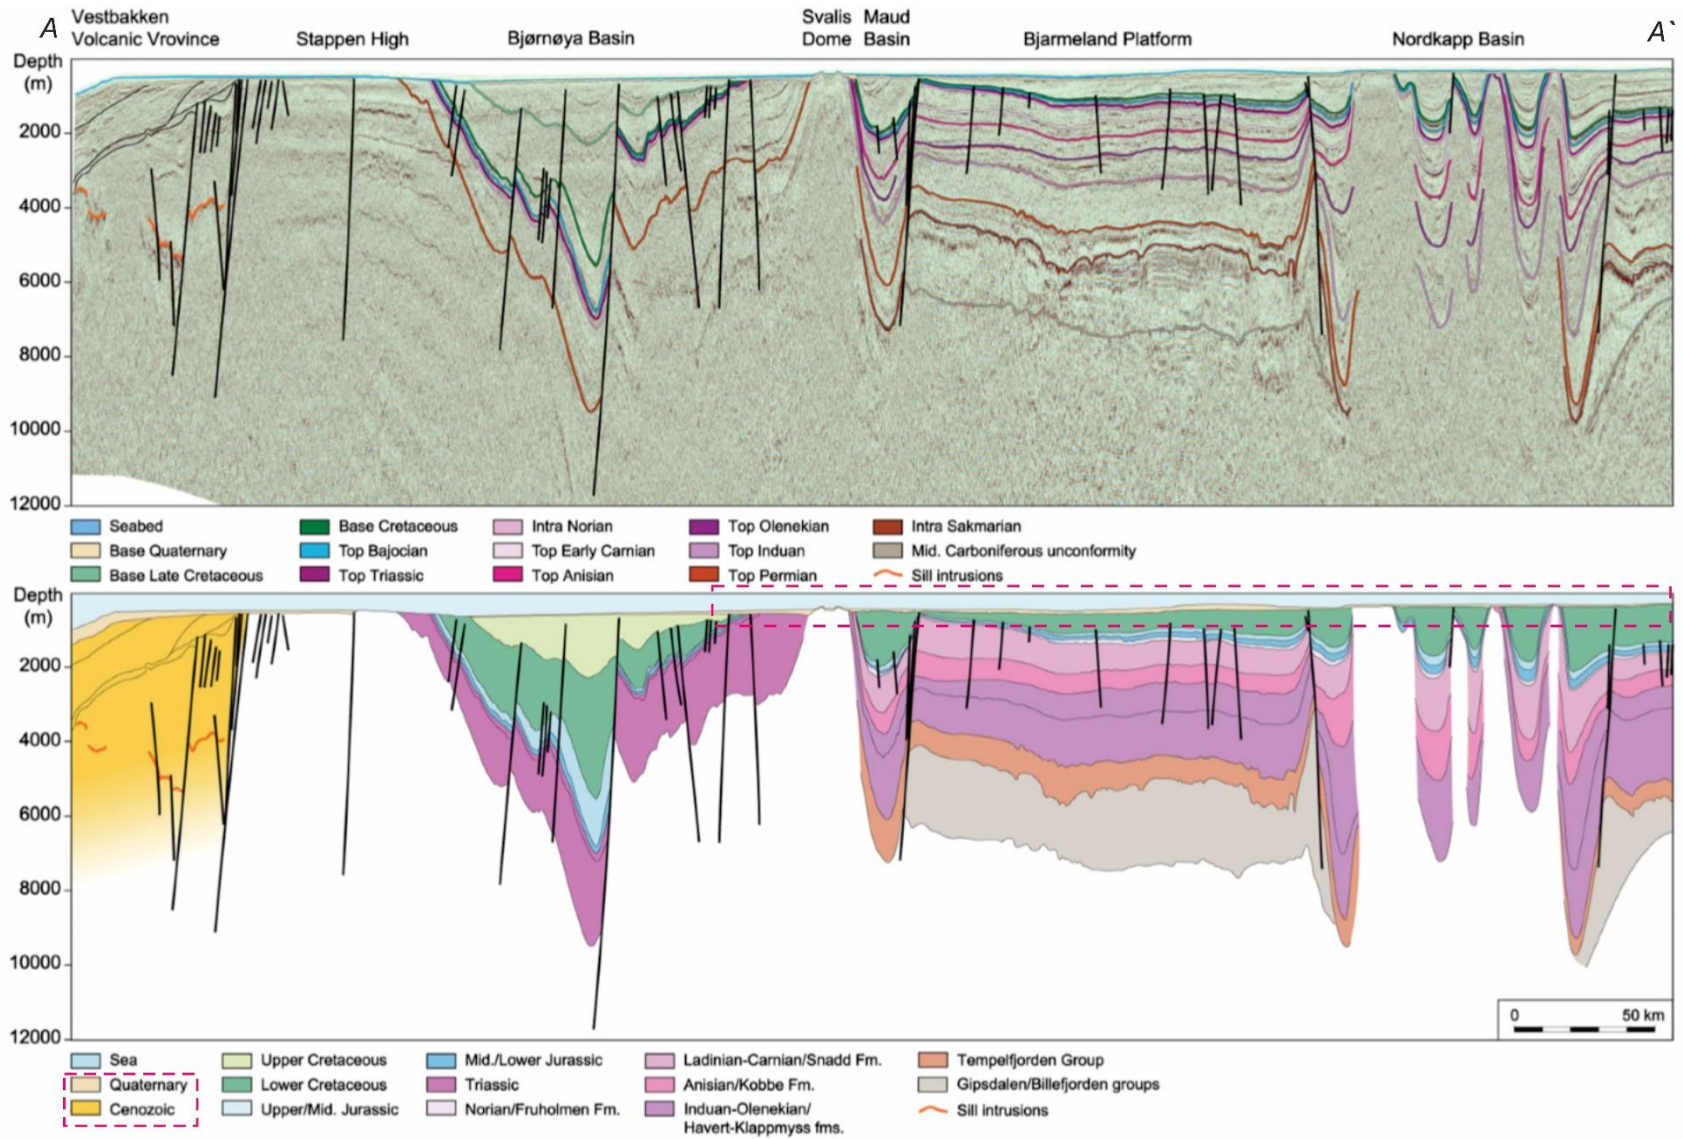 A
Vestbakken
Volcanic Vrovince
Stappen High
Bjørnøya Basin
Svalis
Dome
Maud
Basin
Bjarmeland Platform
Nordkapp Basin
A`
Depth
(m)
2000
4000
6000
8000
10000
12000
Seabed
Base Cretaceous
Intra Norian
Top Olenekian
Intra Sakmarian
Base Quaternary
Top Bajocian
Top Early Carnian
Top Induan
Mid. Carboniferous unconformity
Base Late Cretaceous
Top Triassic
Top Anisian
Top Permian
Sill intrusions
Depth
(m)
2000
4000
6000
8000
10000
12000
0 50 km
Sea
Upper Cretaceous
Mid./Lower Jurassic
Ladinian-Carnian/Snadd Fm.
Tempelfjorden Group
Quaternary
Lower Cretaceous
Triassic
Anisian/Kobbe Fm.
Gipsdalen/Billefjorden groups
Cenozoic
Upper/Mid. Jurassic
Norian/Fruholmen Fm.
Induan-Olenekian/
Havert-Klappmyss fms.
Sill intrusions